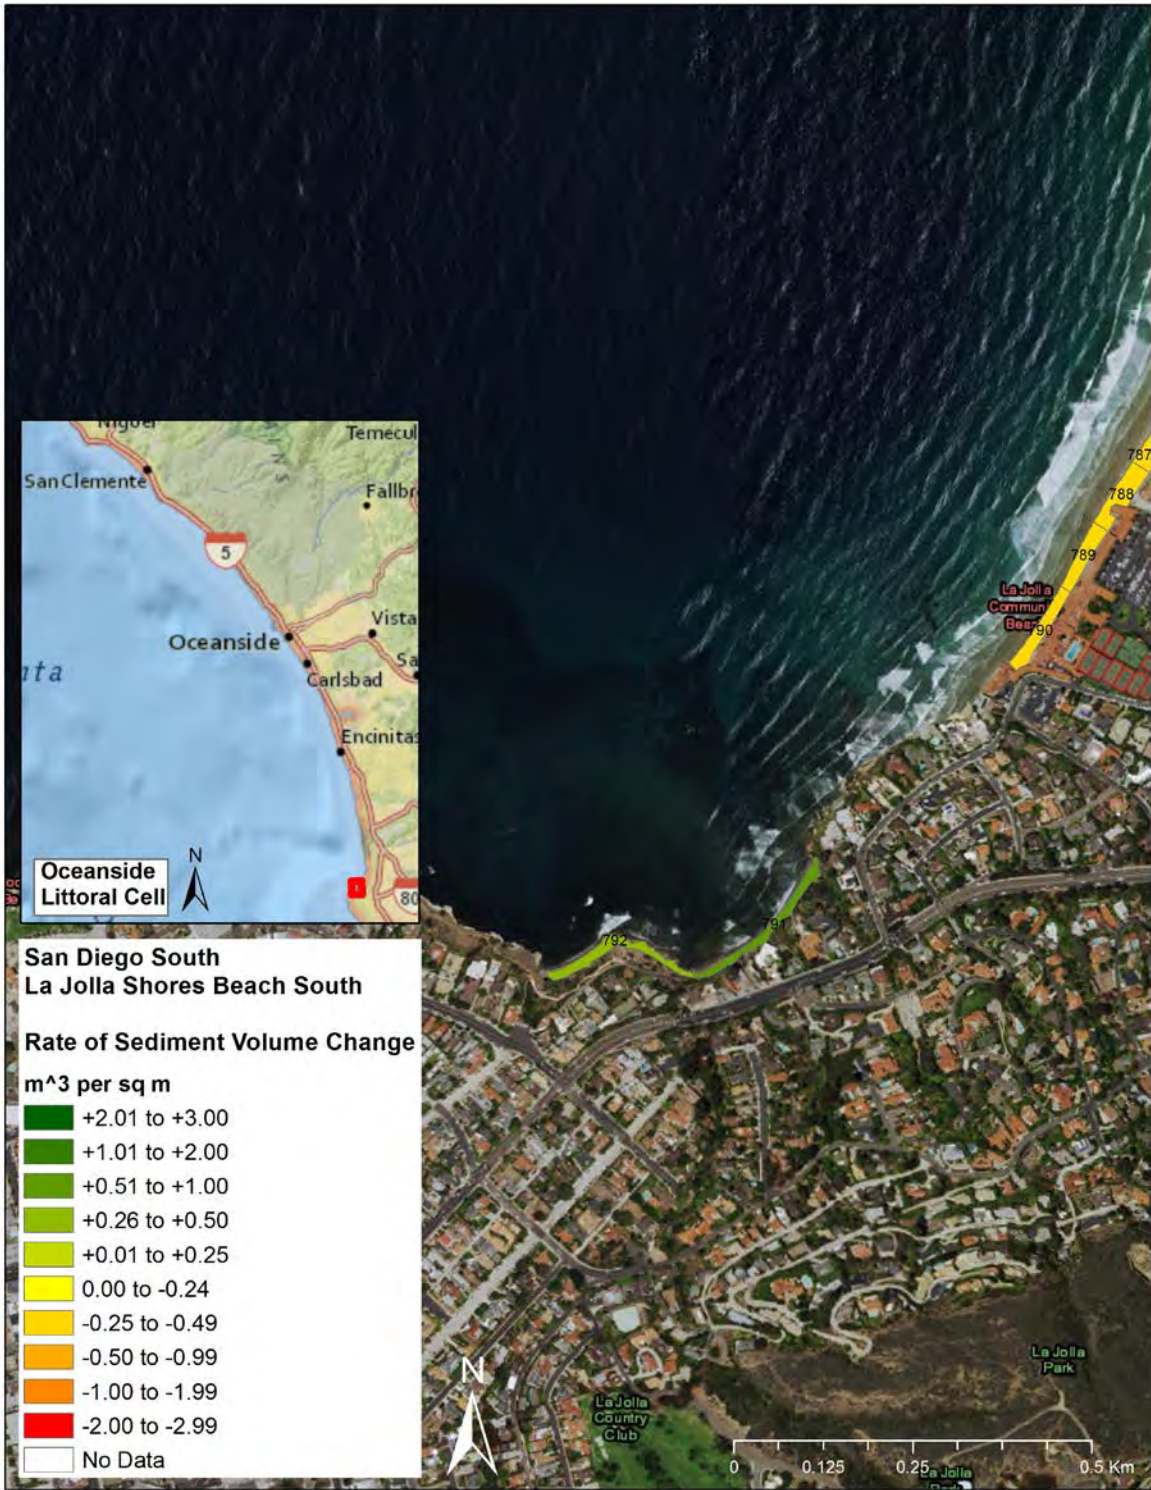 Temecul
San Clemente
Fallbr
5
Vista
Oceanside
Carlsbad
Encinitas
Oceanside
Littoral Cell
N
1
80
787
788
789
La Jolla
790
791
792
San Diego South
La Jolla Shores Beach South
Rate of Sediment Volume Change
m^3 per sq m
+2.01 to +3.00
+1.01 to +2.00
+0.51 to +1.00
+0.26 to +0.50
+0.01 to +0.25
0.00 to -0.24
-0.25 to -0.49
-0.50 to -0.99
-1.00 to -1.99
-2.00 to -2.99
No Data
N
La Jolla
Country
Club
La Jolla
Park
0 0.125 0.25 0.5 Km
La Jolla